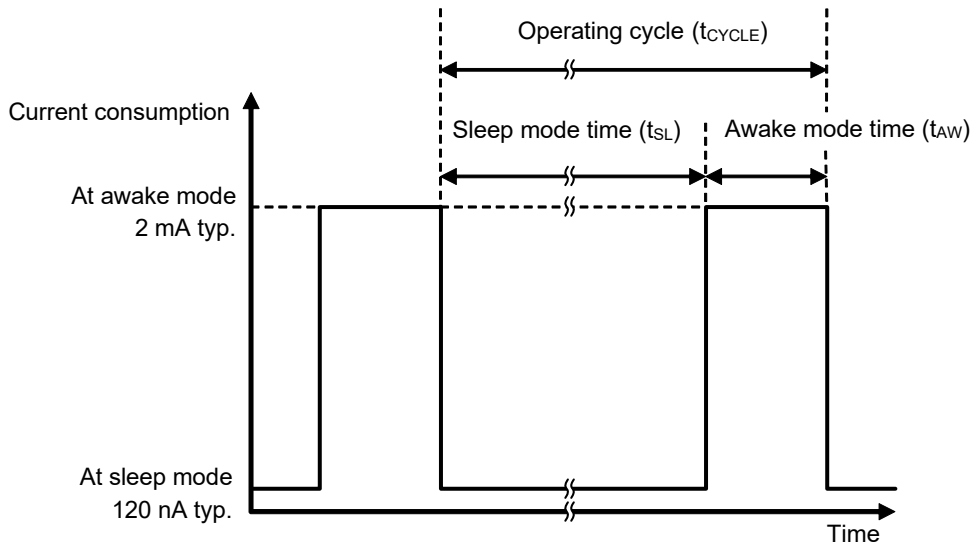 Operating cycle (tCYCLE)
Current consumption
Sleep mode time (tSL)
Awake mode time (tAW)
At awake mode
2 mA typ.
At sleep mode
120 nA typ.
Time